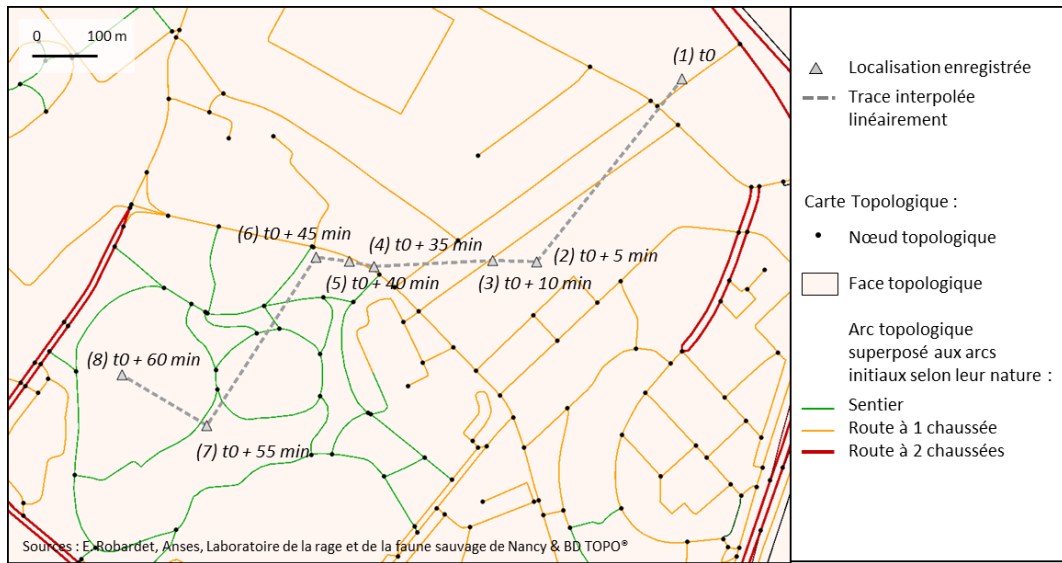 0 100 m
(1) t0
(6) t0 + 45 min
(4) t0 + 35 min
(2) t0 + 5 min
(5) t0 + 40 min
(3) t0 + 10 min
(8) t0 + 60 min
(7) t0 + 55 min
Sources : E. Robardet, Anses, Laboratoire de la rage et de la faune sauvage de Nancy & BD TOPO®
Localisation enregistrée
Trace interpolée
linéairement
Carte Topologique :
Nœud topologique
Face topologique
Arc topologique
superposé aux arcs
initiaux selon leur nature :
Sentier
Route à 1 chaussée
Route à 2 chaussées